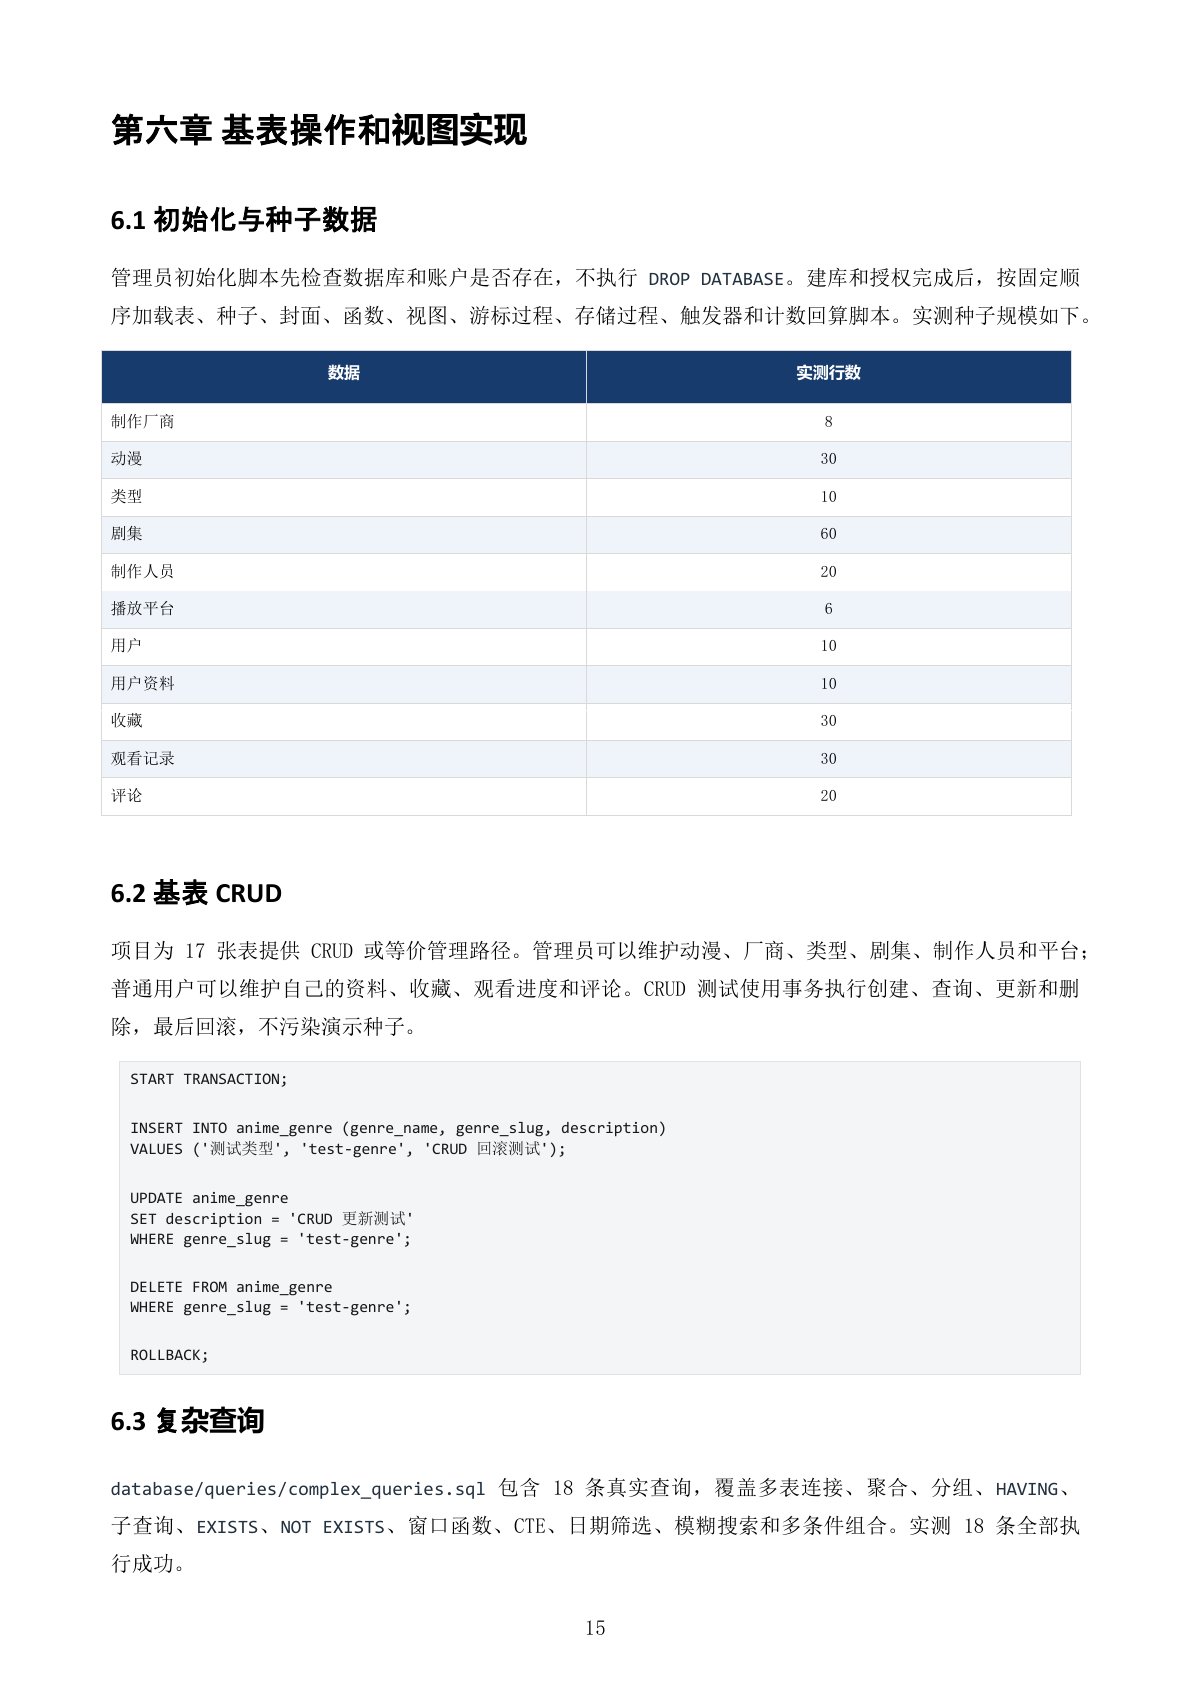 第六章 基表操作和视图实现
6.1 初始化与种子数据
管理员初始化脚本先检查数据库和账户是否存在，不执行 DROP DATABASE。建库和授权完成后，按固定顺
序加载表、种子、封面、函数、视图、游标过程、存储过程、触发器和计数回算脚本。实测种子规模如下。
数据 实测行数
制作厂商 8
动漫 30
类型 10
剧集 60
制作人员 20
播放平台 6
用户 10
用户资料 10
收藏 30
观看记录 30
评论 20
6.2 基表 CRUD
项目为 17 张表提供 CRUD 或等价管理路径。管理员可以维护动漫、厂商、类型、剧集、制作人员和平台；
普通用户可以维护自己的资料、收藏、观看进度和评论。CRUD 测试使用事务执行创建、查询、更新和删
除，最后回滚，不污染演示种子。
START TRANSACTION;
INSERT INTO anime_genre (genre_name, genre_slug, description)
VALUES ('测试类型', 'test-genre', 'CRUD 回滚测试');
UPDATE anime_genre
SET description = 'CRUD 更新测试'
WHERE genre_slug = 'test-genre';
DELETE FROM anime_genre
WHERE genre_slug = 'test-genre';
ROLLBACK;
6.3 复杂查询
database/queries/complex_queries.sql 包含 18 条真实查询，覆盖多表连接、聚合、分组、HAVING、
子查询、EXISTS、NOT EXISTS、窗口函数、CTE、日期筛选、模糊搜索和多条件组合。实测 18 条全部执
行成功。
15